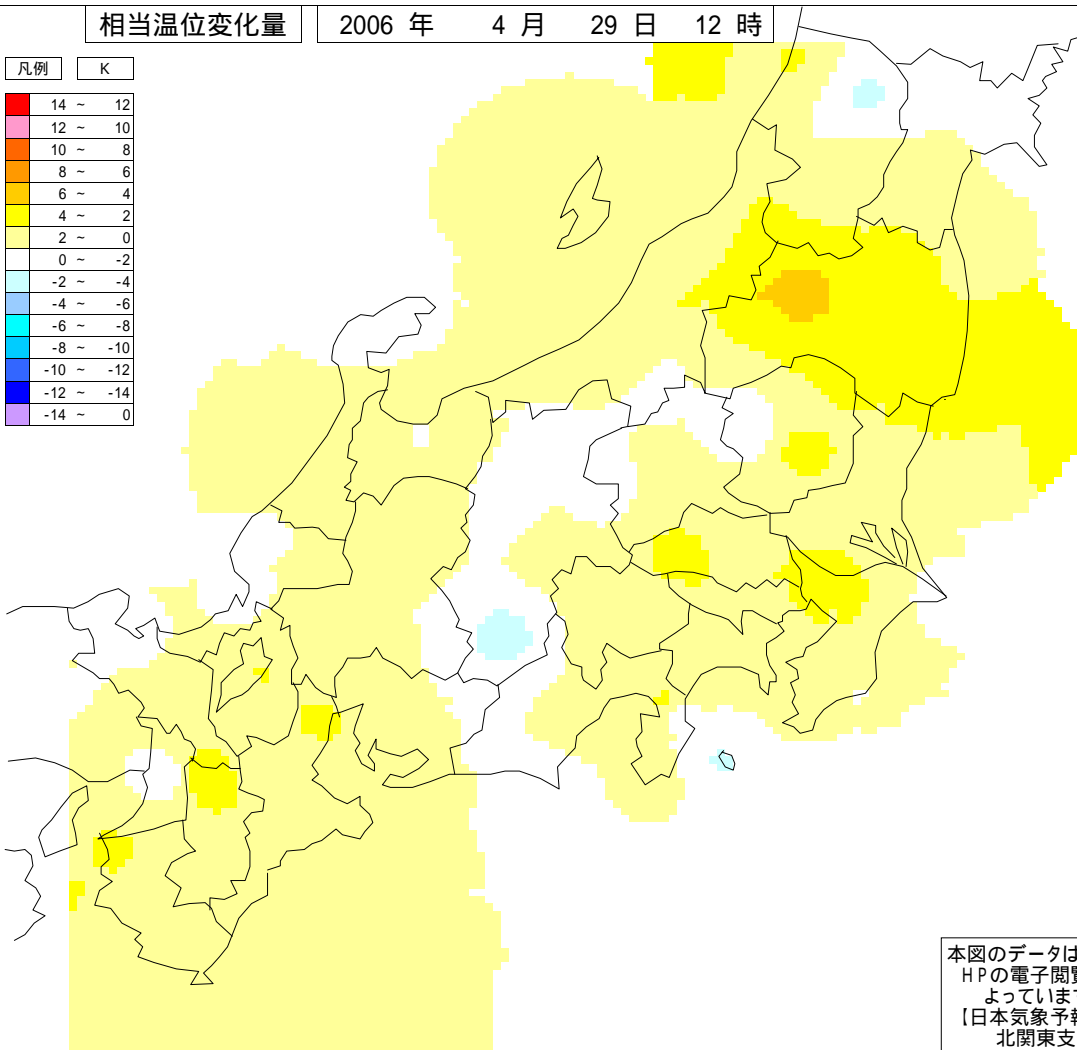 相当温位変化量 2006 年 4 月 29 日 12 時
凡例 K
14 ~ 12
12 ~ 10
10 ~ 8
8 ~ 6
6 ~ 4
4 ~ 2
2 ~ 0
0 ~ -2
-2 ~ -4
-4 ~ -6
-6 ~ -8
-8 ~ -10
-10 ~ -12
-12 ~ -14
-14 ~ 0
本図のデータは
HPの電子閲覧
よっています
【日本気象予報
北関東支